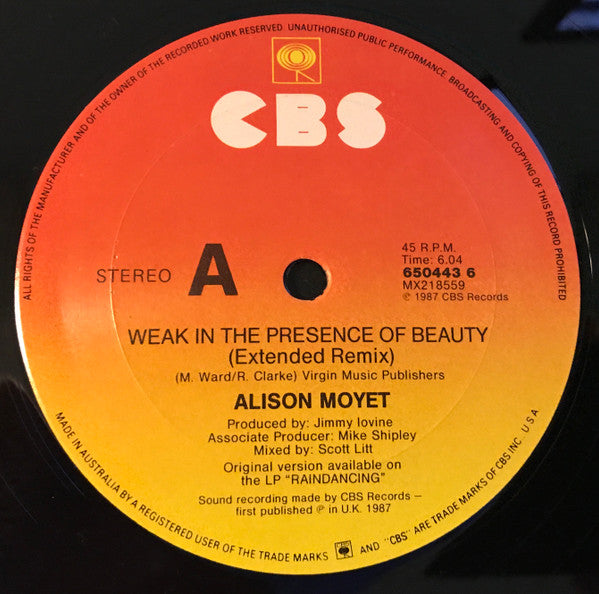 ALL RIGHTS OF THE MANUFACTURER AND OF THE OWNER OF THE RECORDED WORK RESERVED. UNAUTHORISED PUBLIC PERFORMANCE, BROADCASTING AND COPYING OF THIS RECORD PROHIBITED
CBS
STEREO A
45 R.P.M.
Time: 6.04
650443 6
MX218559
℗ 1987 CBS Records
WEAK IN THE PRESENCE OF BEAUTY
(Extended Remix)
(M. Ward/R. Clarke) Virgin Music Publishers
ALISON MOYET
Produced by: Jimmy Iovine
Associate Producer: Mike Shipley
Mixed by: Scott Litt
Original version available on
the LP “RAINDANCING”
Sound recording made by CBS Records –
first published ℗ in U.K. 1987
MADE IN AUSTRALIA BY A REGISTERED USER OF THE TRADE MARKS AND "CBS" ARE TRADE MARKS OF CBS INC. U S A